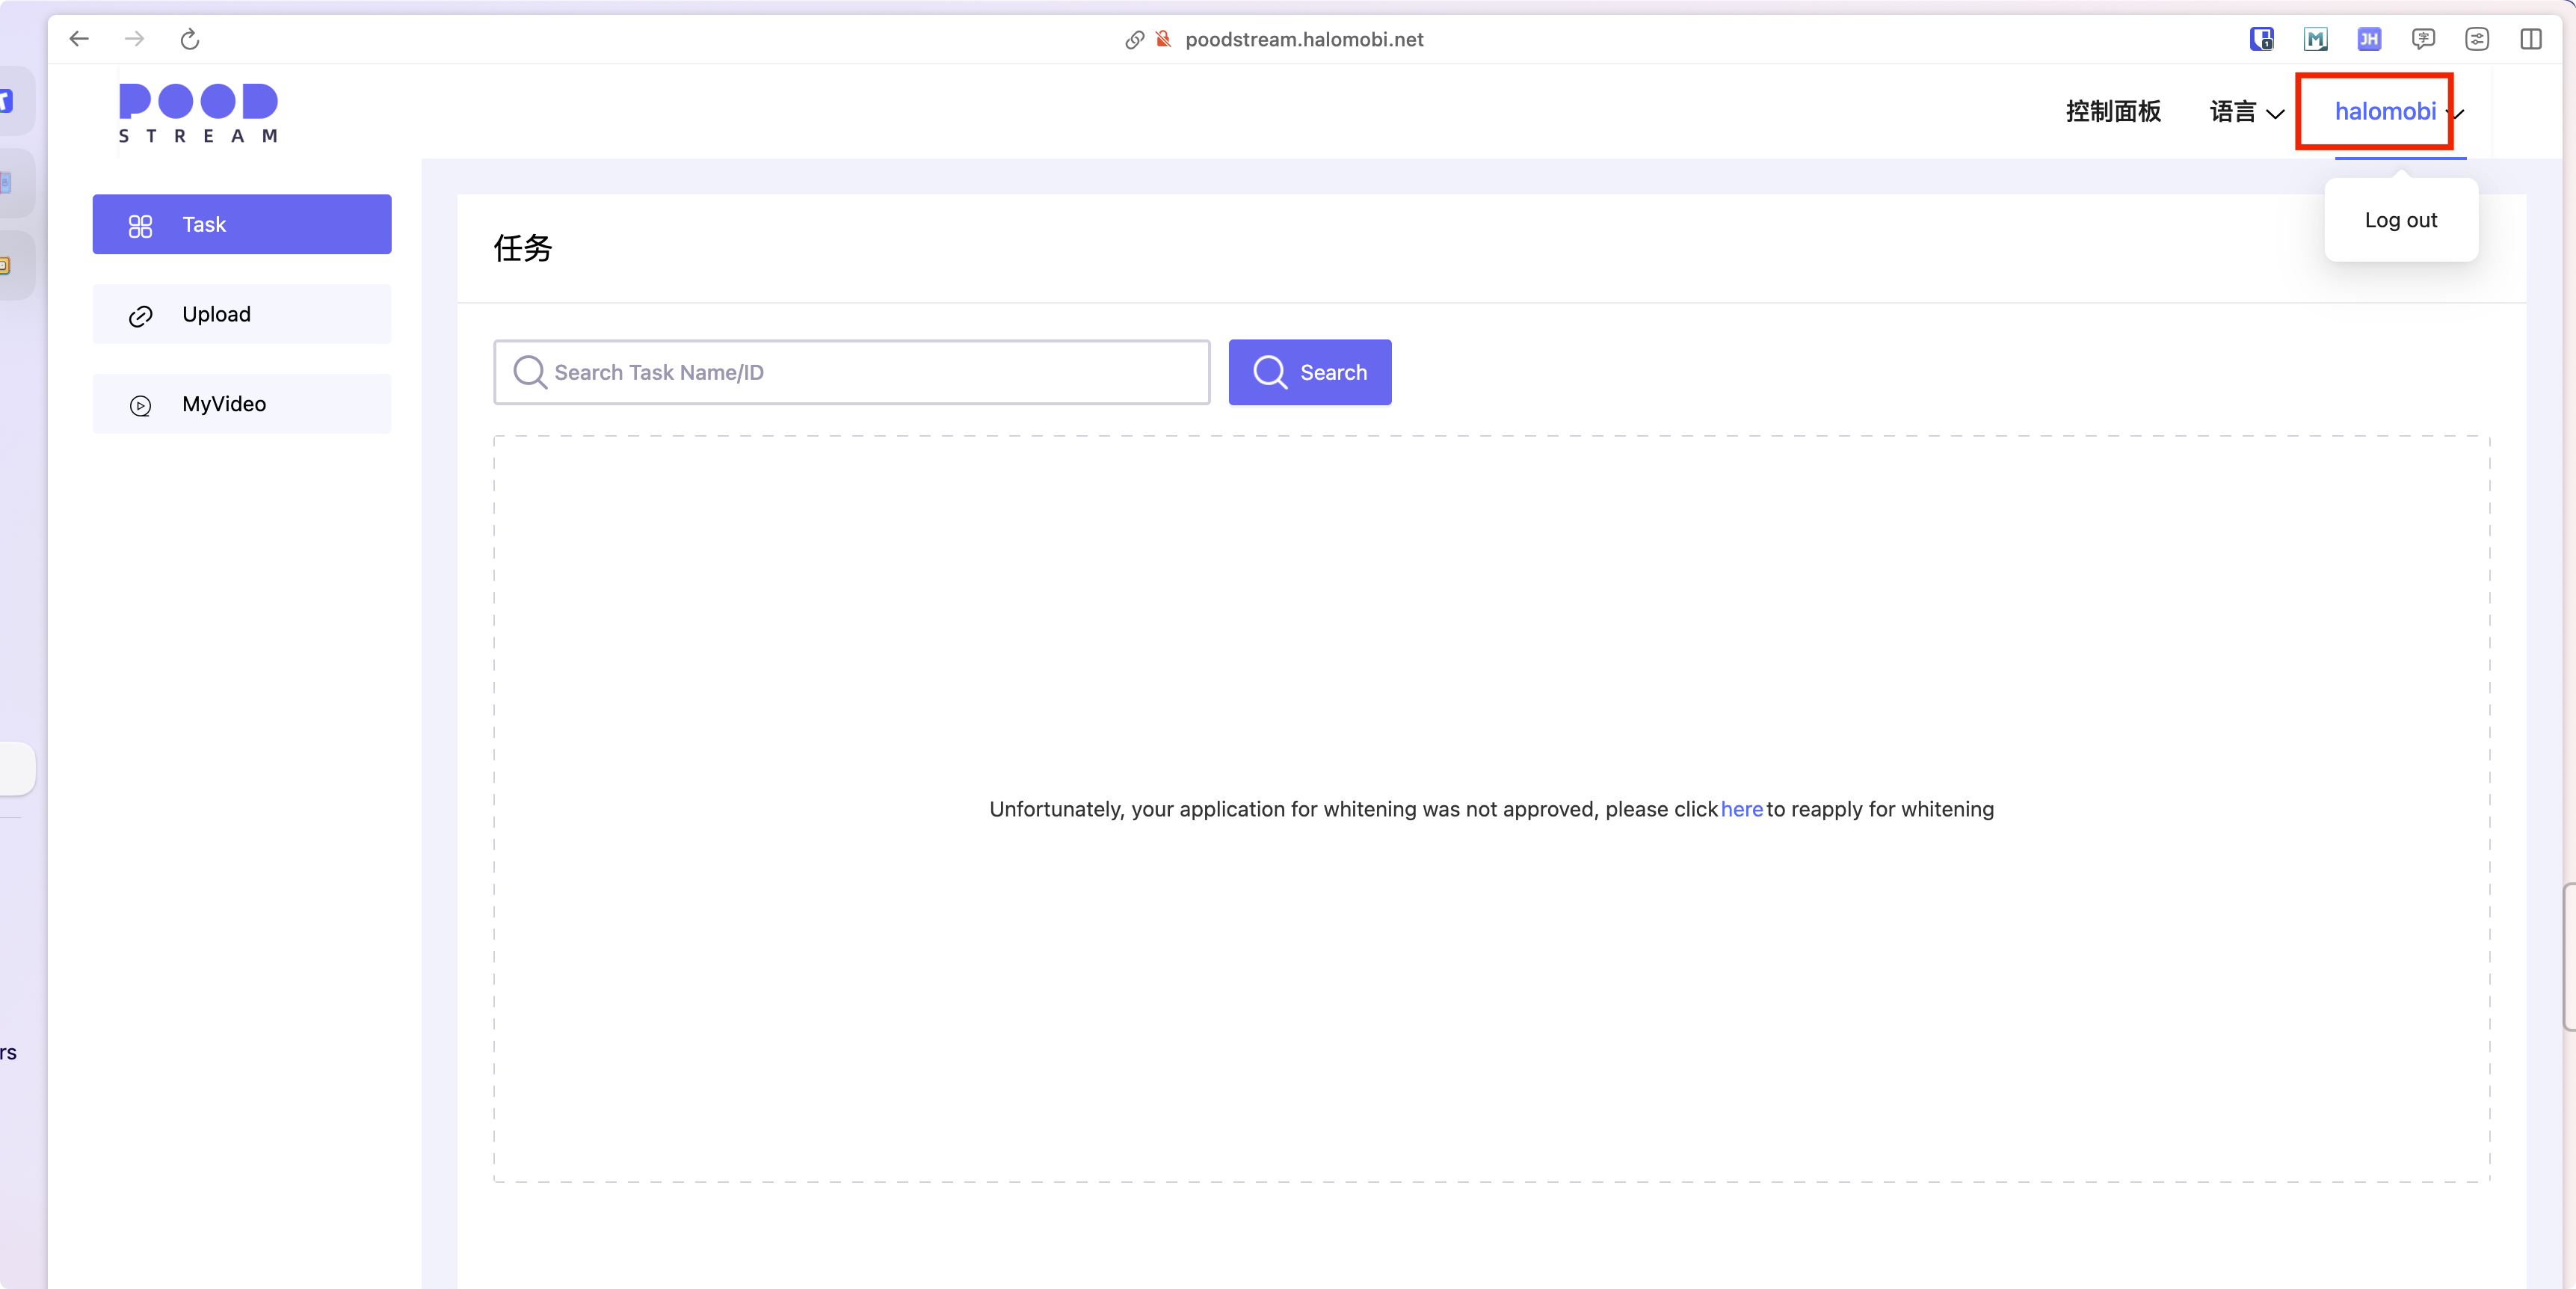 poodstream.halomobi.net
JH
POOD
STREAM
控制面板
语言
halomobi
Log out
Task
Upload
MyVideo
任务
Search Task Name/ID
Search
Unfortunately, your application for whitening was not approved, please click here to reapply for whitening
rs